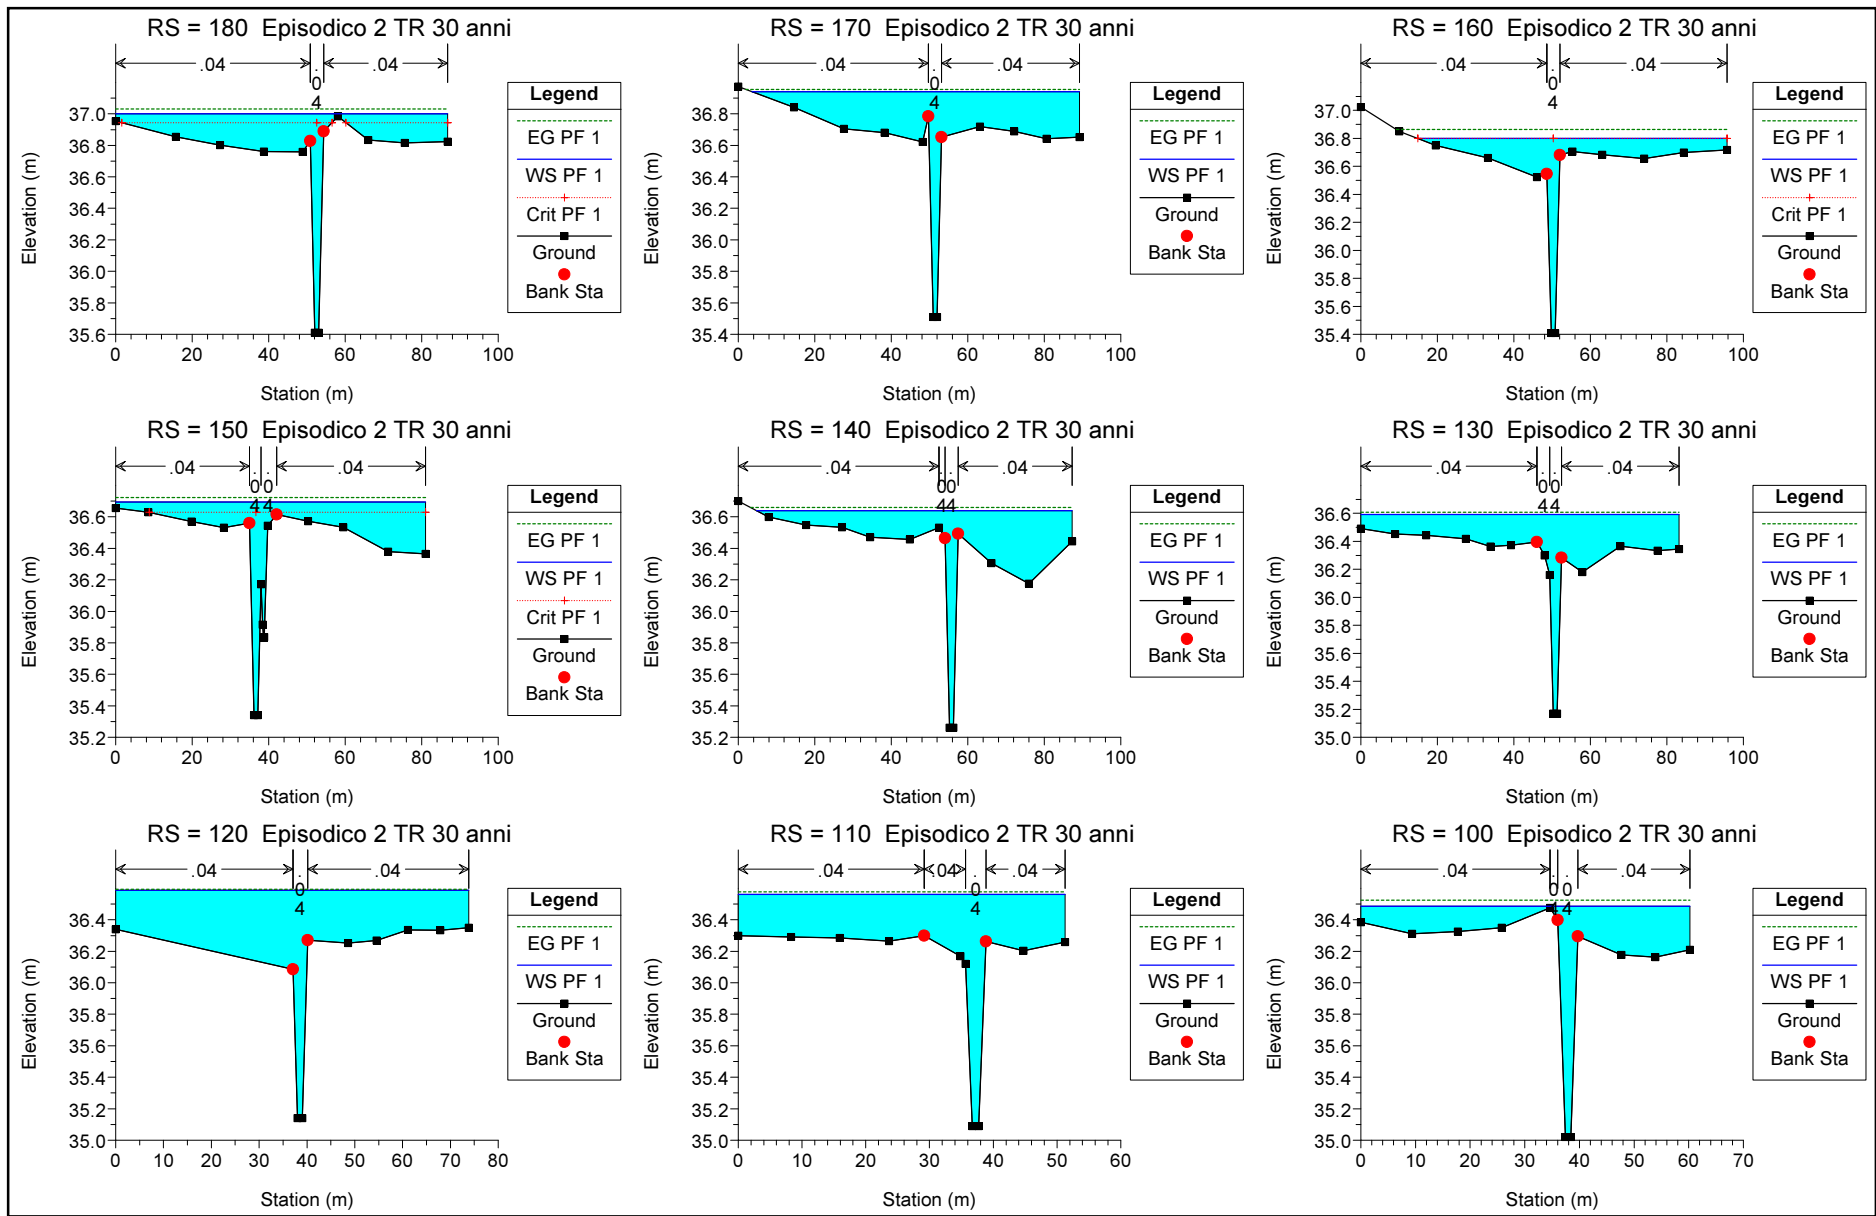 RS = 180  Episodico 2 TR 30 anni
.04
.04
.
0
4
37.0
36.8
36.6
36.4
36.2
36.0
35.8
35.6
0 20 40 60 80 100
Station (m)
Elevation (m)
Legend
EG PF 1
WS PF 1
Crit PF 1
Ground
Bank Sta
RS = 170  Episodico 2 TR 30 anni
.04
.04
.
0
4
36.8
36.6
36.4
36.2
36.0
35.8
35.6
35.4
0 20 40 60 80 100
Station (m)
Elevation (m)
Legend
EG PF 1
WS PF 1
Ground
Bank Sta
RS = 160  Episodico 2 TR 30 anni
.04
.04
.
0
4
37.0
36.8
36.6
36.4
36.2
36.0
35.8
35.6
35.4
0 20 40 60 80 100
Station (m)
Elevation (m)
Legend
EG PF 1
WS PF 1
Crit PF 1
Ground
Bank Sta
RS = 150  Episodico 2 TR 30 anni
.04
.04
. .
0 0
4 4
36.6
36.4
36.2
36.0
35.8
35.6
35.4
35.2
0 20 40 60 80 100
Station (m)
Elevation (m)
Legend
EG PF 1
WS PF 1
Crit PF 1
Ground
Bank Sta
RS = 140  Episodico 2 TR 30 anni
.04
.04
. .
0 0
4 4
36.6
36.4
36.2
36.0
35.8
35.6
35.4
35.2
0 20 40 60 80 100
Station (m)
Elevation (m)
Legend
EG PF 1
WS PF 1
Ground
Bank Sta
RS = 130  Episodico 2 TR 30 anni
.04
.04
. .
0 0
4 4
36.6
36.4
36.2
36.0
35.8
35.6
35.4
35.2
35.0
0 20 40 60 80 100
Station (m)
Elevation (m)
Legend
EG PF 1
WS PF 1
Ground
Bank Sta
RS = 120  Episodico 2 TR 30 anni
.04
.04
.
0
4
36.4
36.2
36.0
35.8
35.6
35.4
35.2
35.0
0 10 20 30 40 50 60 70 80
Station (m)
Elevation (m)
Legend
EG PF 1
WS PF 1
Ground
Bank Sta
RS = 110  Episodico 2 TR 30 anni
.04
.04
.04
.
0
4
36.4
36.2
36.0
35.8
35.6
35.4
35.2
35.0
0 10 20 30 40 50 60
Station (m)
Elevation (m)
Legend
EG PF 1
WS PF 1
Ground
Bank Sta
RS = 100  Episodico 2 TR 30 anni
.04
.04
. .
0 0
4 4
36.4
36.2
36.0
35.8
35.6
35.4
35.2
35.0
0 10 20 30 40 50 60 70
Station (m)
Elevation (m)
Legend
EG PF 1
WS PF 1
Ground
Bank Sta